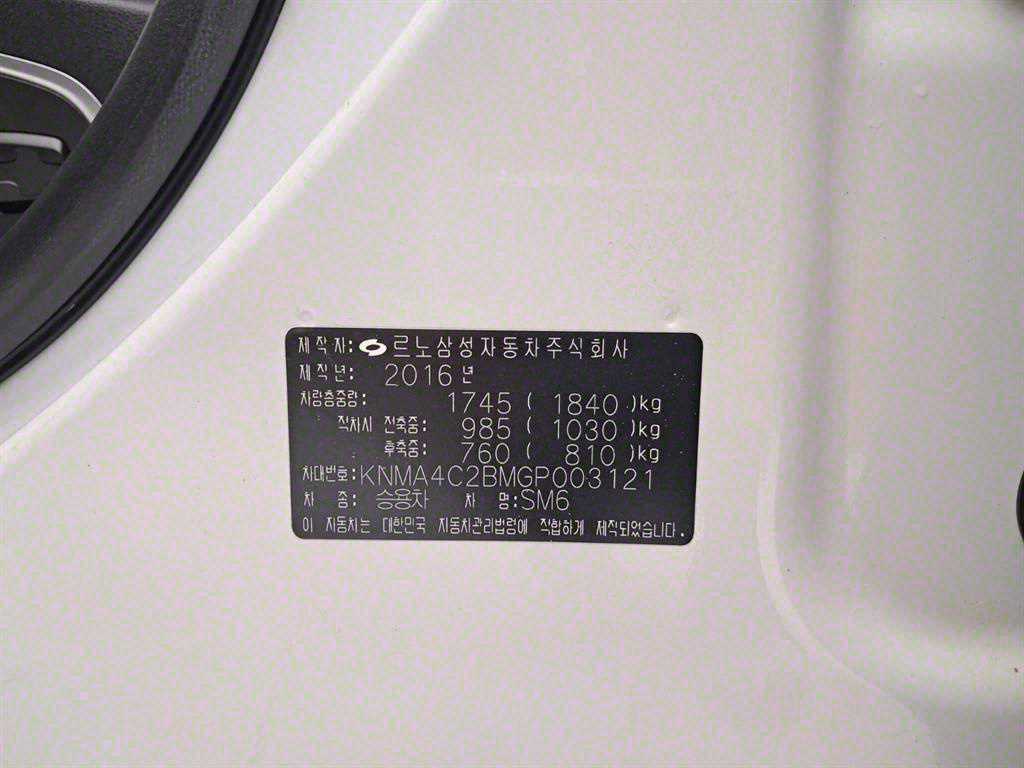 제작자: 르노삼성자동차주식회사
제작년: 2016년
차량총중량: 1745 ( 1840 )kg
적차시 전축중: 985 ( 1030 )kg
후축중: 760 ( 810 )kg
차대번호: KNMA4C2BMGP003121
차 종: 승용차 차 명: SM6
이 자동차는 대한민국 자동차관리법령에 적합하게 제작되었습니다.